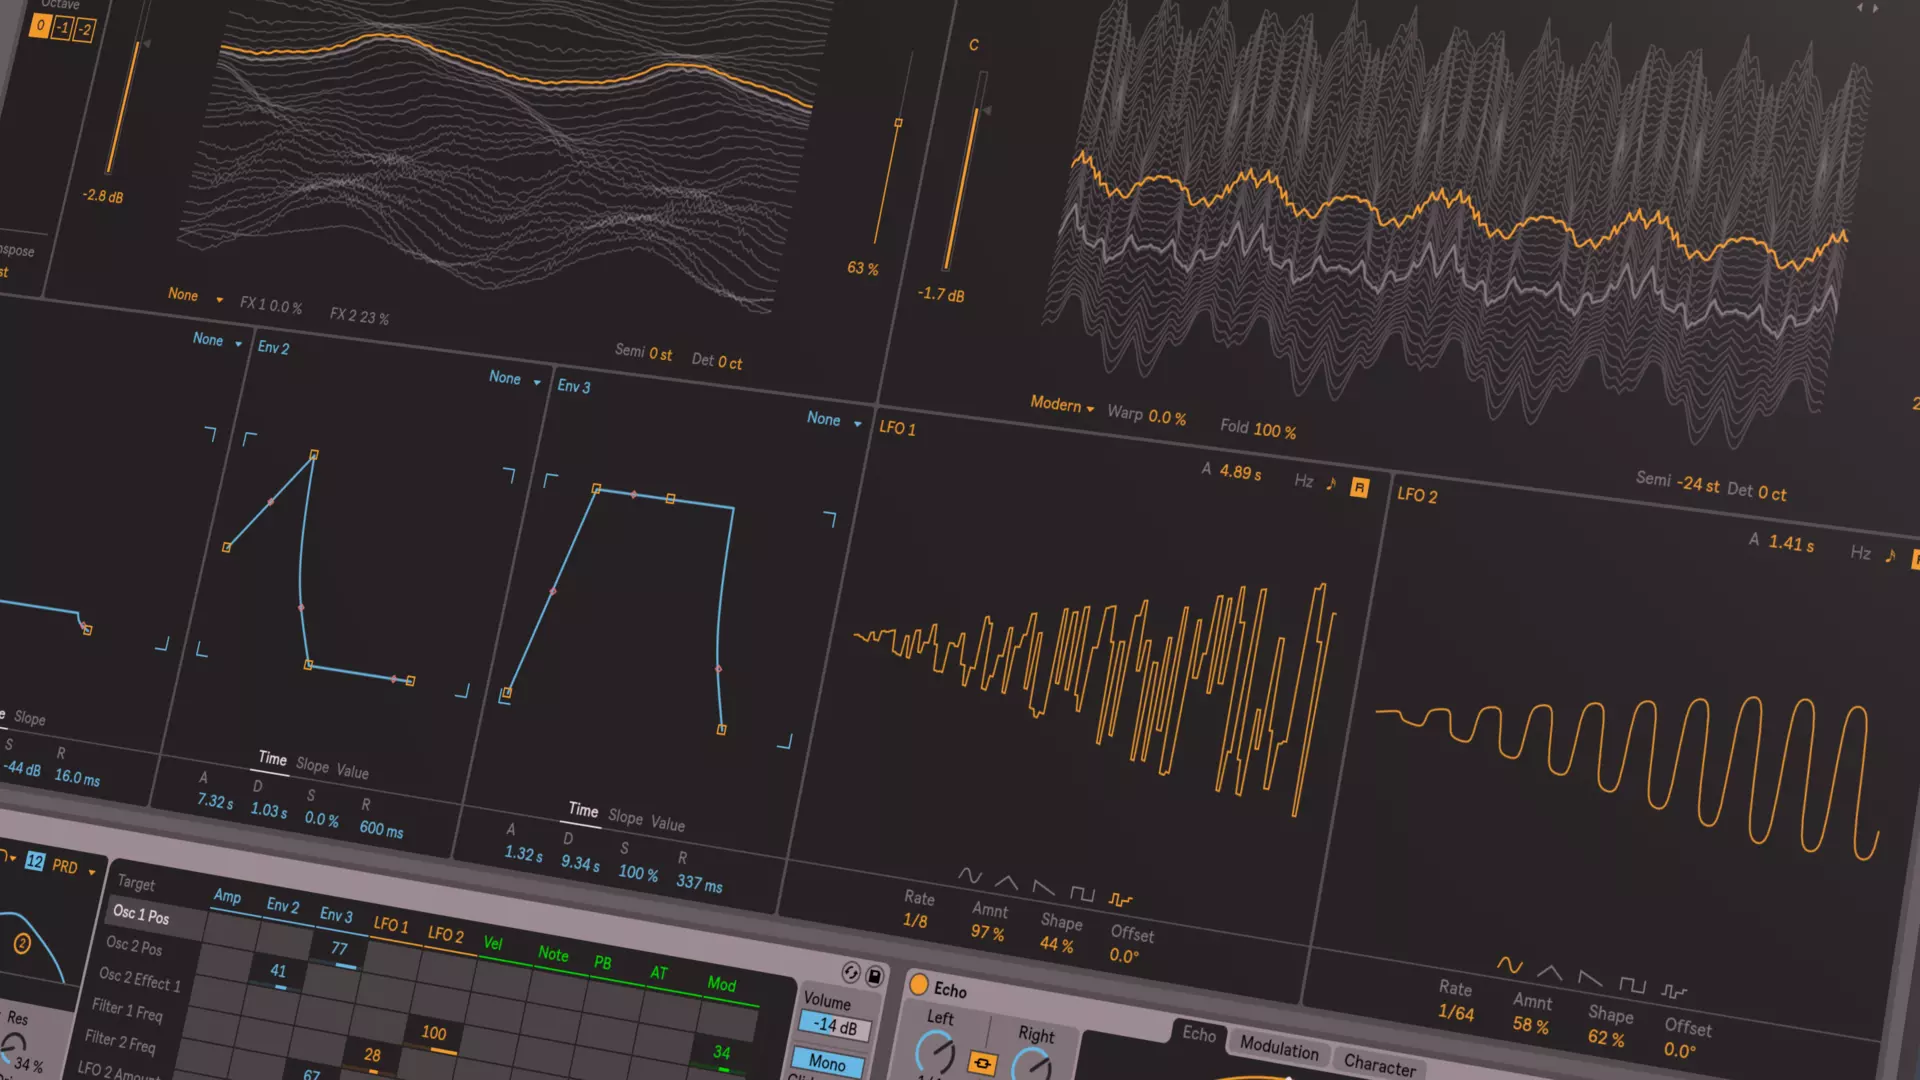 Octave
0 -1 -2
-2.8 dB
st
None FX 1 0.0 % FX 2 23 %
63 %
Semi 0 st Det 0 ct
C
-1.7 dB
Modern Warp 0.0 % Fold 100 %
Semi -24 st Det 0 ct
None
Slope
S R
-44 dB 16.0 ms
Env 2
None
Time Slope Value
A D S R
7.32 s 1.03 s 0.0 % 600 ms
Env 3
None
Time Slope Value
A D S R
1.32 s 9.34 s 100 % 337 ms
LFO 1
A 4.89 s Hz R
Rate Amnt Shape Offset
1/8 97 % 44 % 0.0°
LFO 2
A 1.41 s Hz
Rate Amnt Shape Offset
1/64 58 % 62 % 0.0°
12 PRD
2
Res
34 %
Target Amp Env 2 Env 3 LFO 1 LFO 2 Vel Note PB AT Mod
Osc 1 Pos 77
Osc 2 Pos 41
Osc 2 Effect 1
Filter 1 Freq 100
Filter 2 Freq 28 34
LFO 2 67
Volume
-14 dB
Mono
Echo
Left Right
Echo Modulation Character